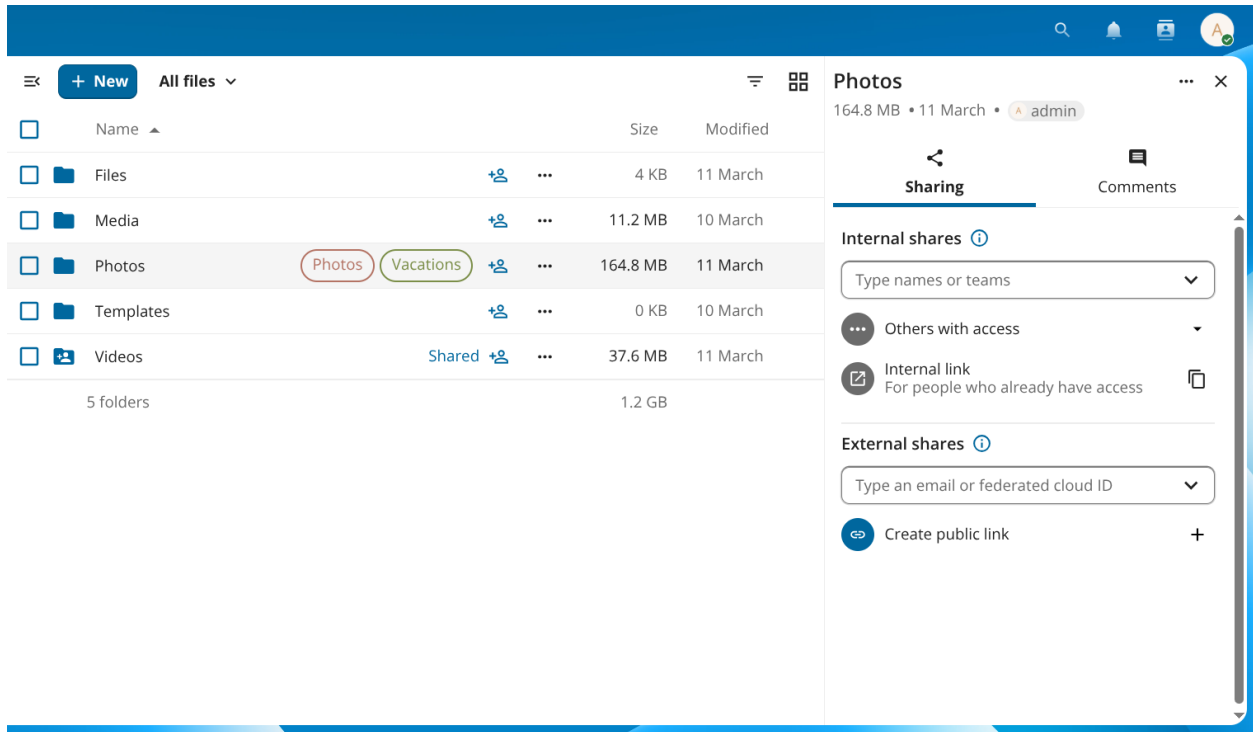 A
+ New All files
Name Size Modified
Files 4 KB 11 March
Media 11.2 MB 10 March
Photos Photos Vacations 164.8 MB 11 March
Templates 0 KB 10 March
Videos Shared 37.6 MB 11 March
5 folders 1.2 GB
Photos
164.8 MB • 11 March • A admin
Sharing Comments
Internal shares
Type names or teams
Others with access
Internal link
For people who already have access
External shares
Type an email or federated cloud ID
Create public link